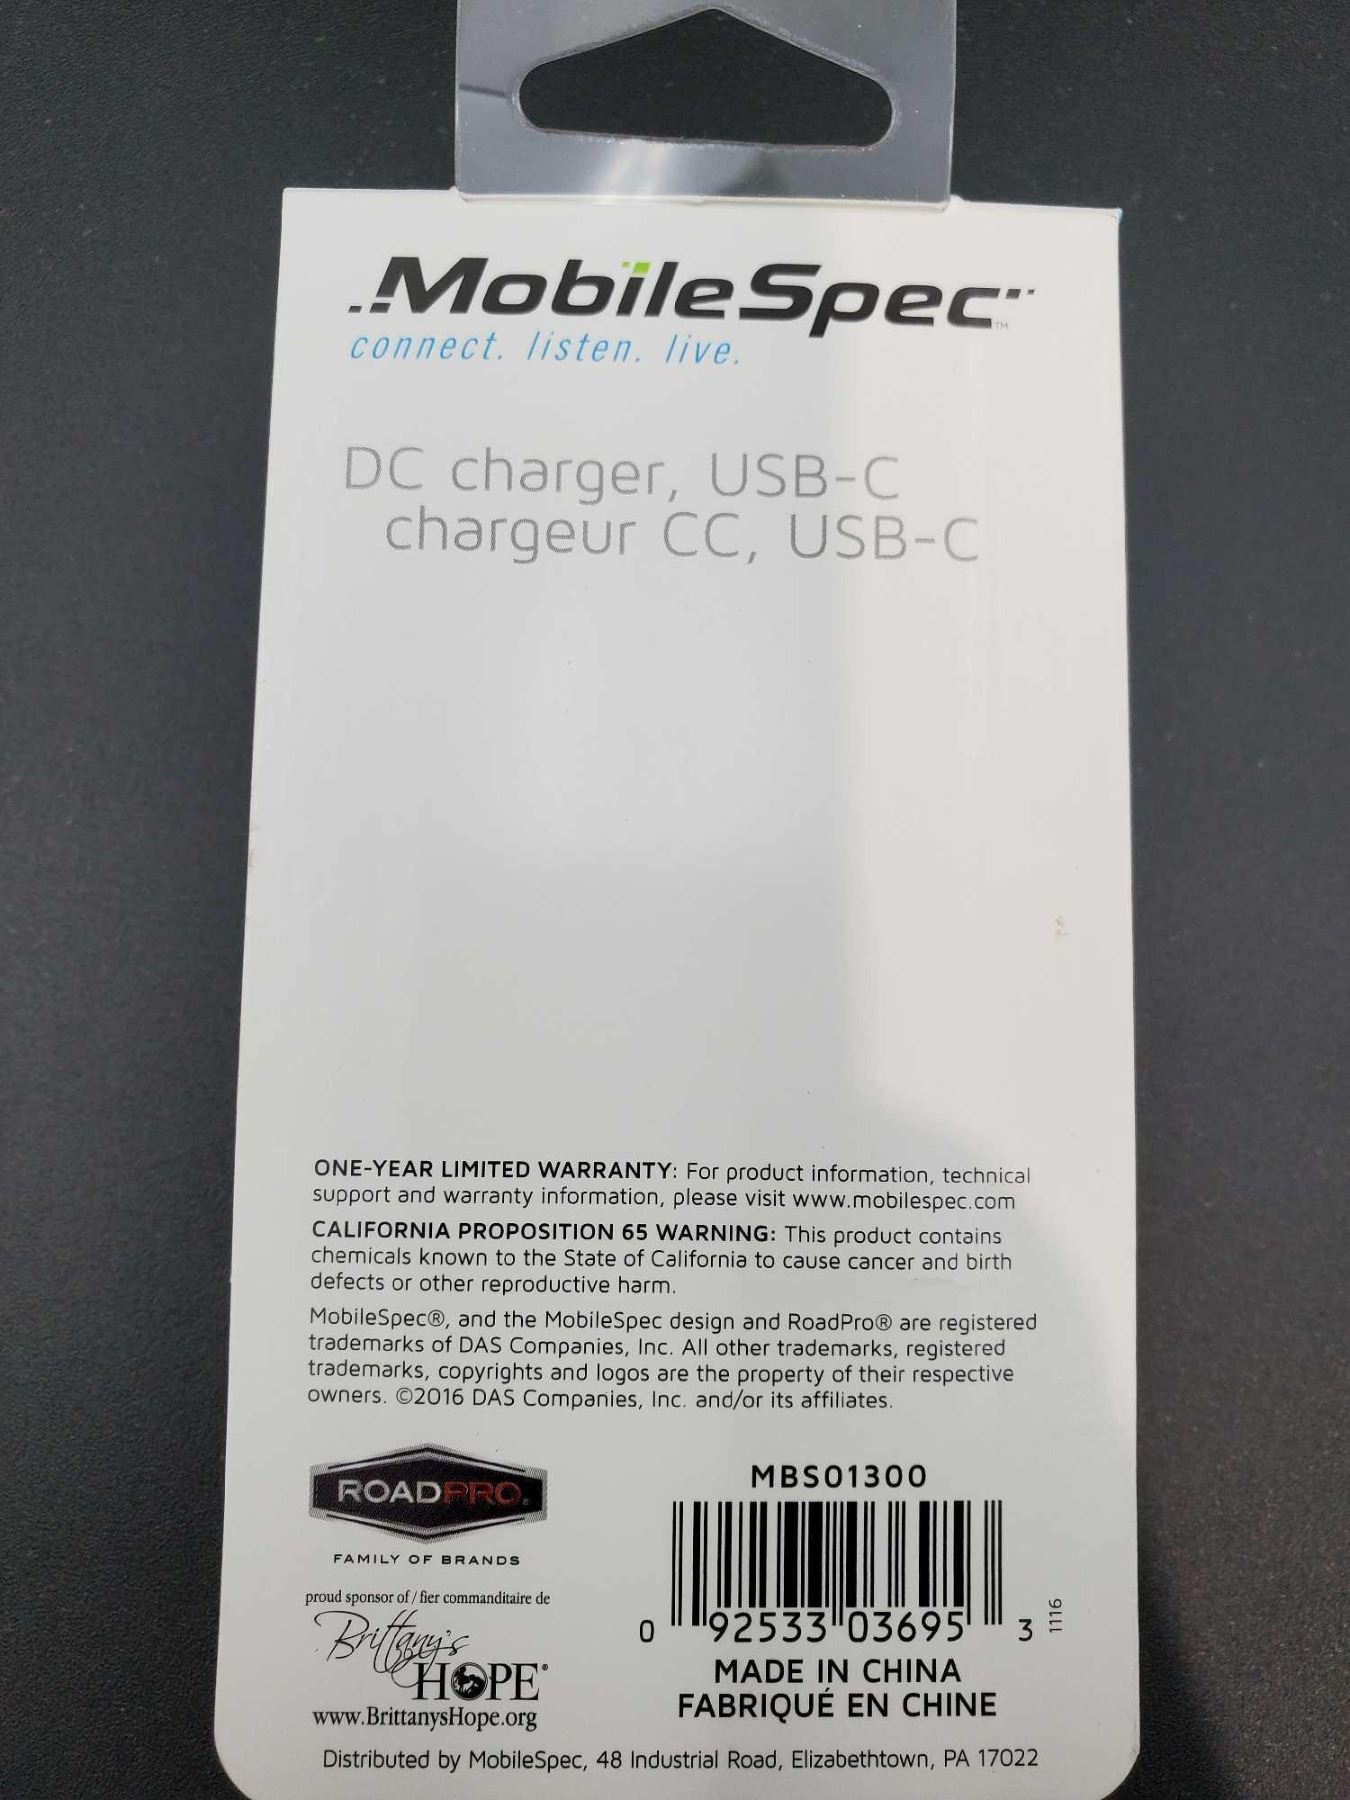 MobileSpec™
connect. listen. live.
DC charger, USB-C
chargeur CC, USB-C
ONE-YEAR LIMITED WARRANTY: For product information, technical
support and warranty information, please visit www.mobilespec.com
CALIFORNIA PROPOSITION 65 WARNING: This product contains
chemicals known to the State of California to cause cancer and birth
defects or other reproductive harm.
MobileSpec®, and the MobileSpec design and RoadPro® are registered
trademarks of DAS Companies, Inc. All other trademarks, registered
trademarks, copyrights and logos are the property of their respective
owners. ©2016 DAS Companies, Inc. and/or its affiliates.
ROADPRO®
FAMILY OF BRANDS
proud sponsor of / fier commanditaire de
Brittany's
HOPE®
www.BrittanysHope.org
MBS01300
0 92533 03695 3
1116
MADE IN CHINA
FABRIQUÉ EN CHINE
Distributed by MobileSpec, 48 Industrial Road, Elizabethtown, PA 17022